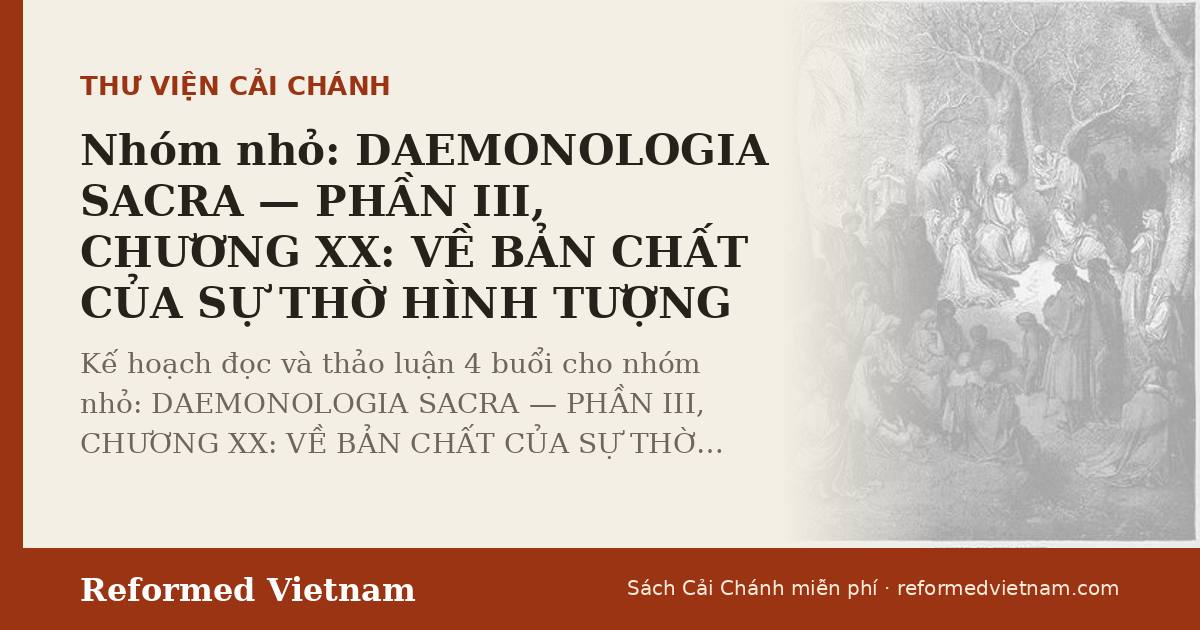 THƯ VIỆN CẢI CHÁNH
Nhóm nhỏ: DAEMONOLOGIA
SACRA — PHẦN III,
CHƯƠNG XX: VỀ BẢN CHẤT
CỦA SỰ THỜ HÌNH TƯỢNG
Kế hoạch đọc và thảo luận 4 buổi cho nhóm
nhỏ: DAEMONOLOGIA SACRA — PHẦN III,
CHƯƠNG XX: VỀ BẢN CHẤT CỦA SỰ THỜ...
Reformed Vietnam
Sách Cải Chánh miễn phí · reformedvietnam.com